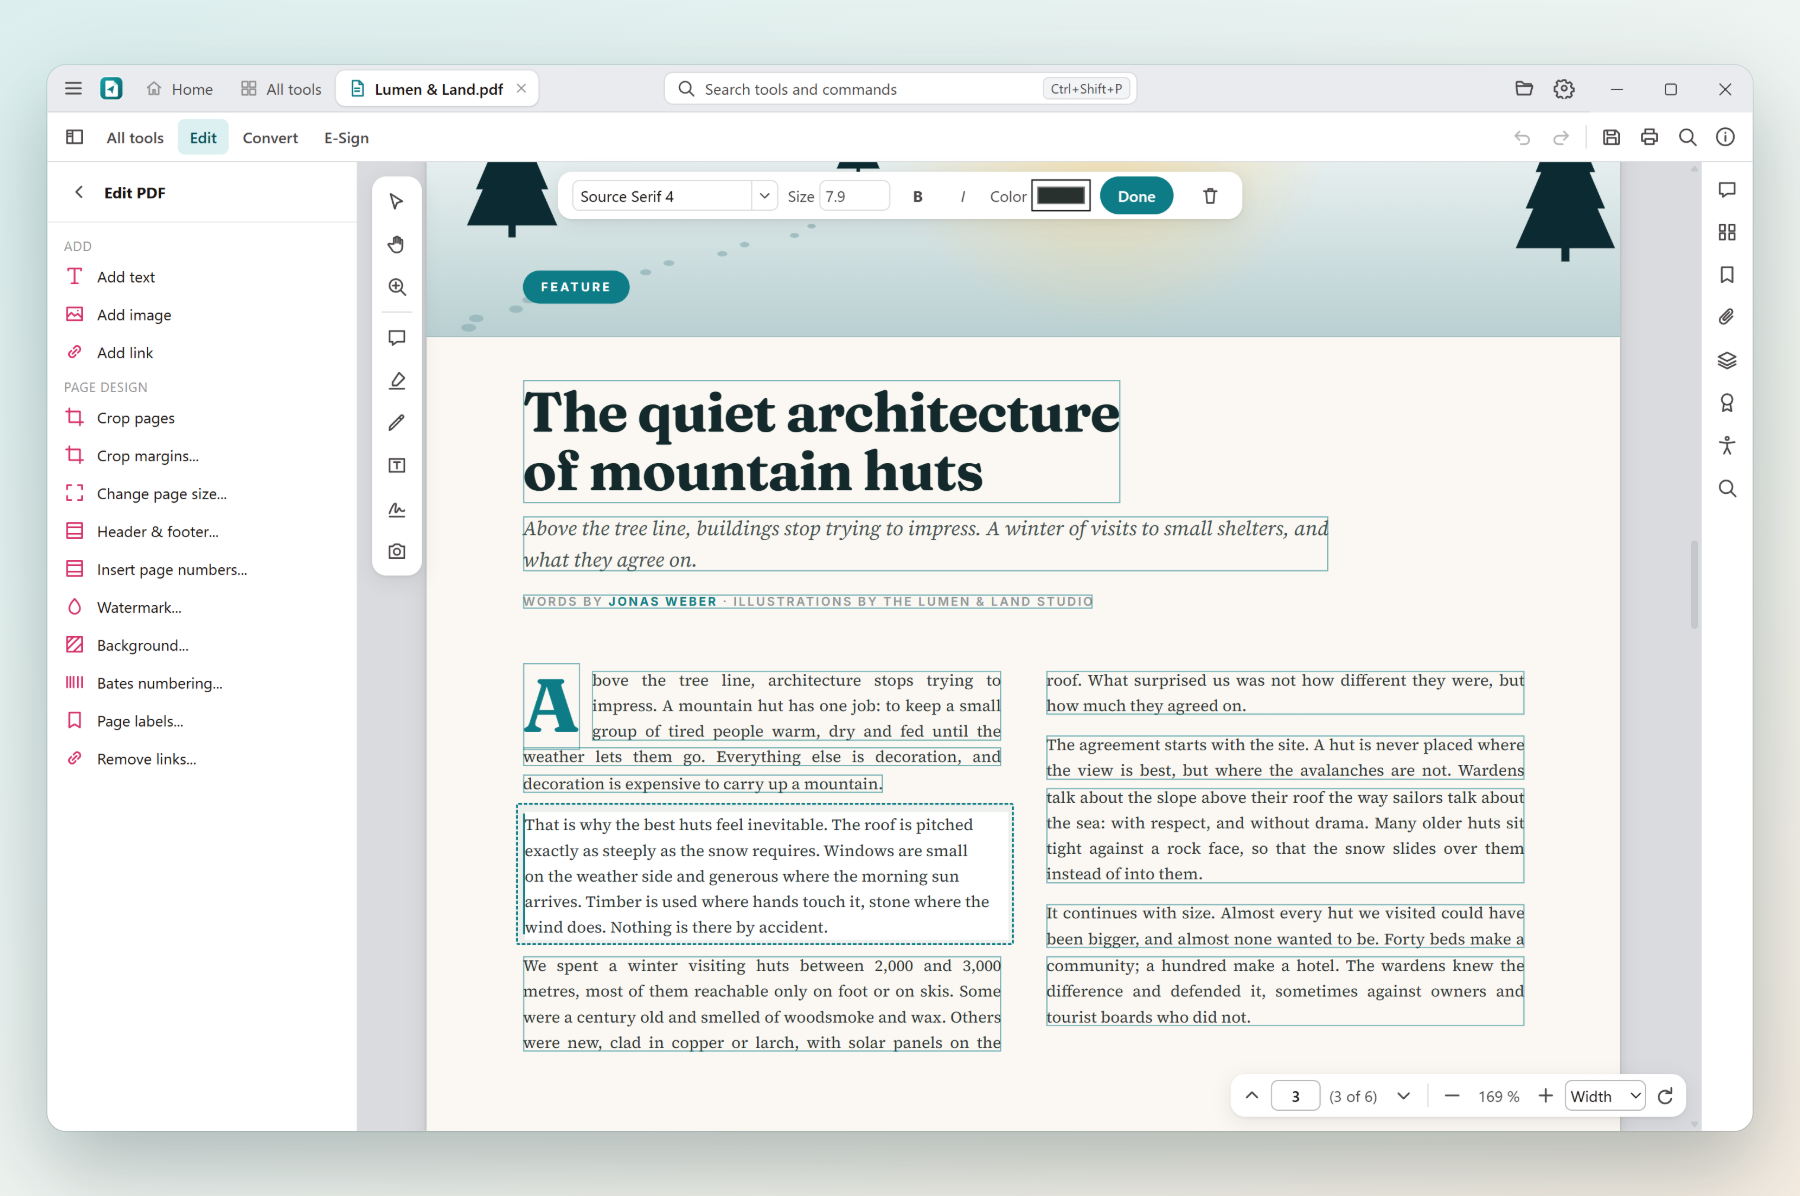 Home
All tools
Lumen & Land.pdf
Search tools and commands
Ctrl+Shift+P
All tools
Edit
Convert
E-Sign
Edit PDF
ADD
Add text
Add image
Add link
PAGE DESIGN
Crop pages
Crop margins...
Change page size...
Header & footer...
Insert page numbers...
Watermark...
Background...
Bates numbering...
Page labels...
Remove links...
Source Serif 4
Size 7.9
B
I
Color
Done
FEATURE
The quiet architecture
of mountain huts
Above the tree line, buildings stop trying to impress. A winter of visits to small shelters, and
what they agree on.
WORDS BY JONAS WEBER · ILLUSTRATIONS BY THE LUMEN & LAND STUDIO
Above the tree line, architecture stops trying to
impress. A mountain hut has one job: to keep a small
group of tired people warm, dry and fed until the
weather lets them go. Everything else is decoration, and
decoration is expensive to carry up a mountain.
That is why the best huts feel inevitable. The roof is pitched
exactly as steeply as the snow requires. Windows are small
on the weather side and generous where the morning sun
arrives. Timber is used where hands touch it, stone where the
wind does. Nothing is there by accident.
We spent a winter visiting huts between 2,000 and 3,000
metres, most of them reachable only on foot or on skis. Some
were a century old and smelled of woodsmoke and wax. Others
were new, clad in copper or larch, with solar panels on the
roof. What surprised us was not how different they were, but
how much they agreed on.
The agreement starts with the site. A hut is never placed where
the view is best, but where the avalanches are not. Wardens
talk about the slope above their roof the way sailors talk about
the sea: with respect, and without drama. Many older huts sit
tight against a rock face, so that the snow slides over them
instead of into them.
It continues with size. Almost every hut we visited could have
been bigger, and almost none wanted to be. Forty beds make a
community; a hundred make a hotel. The wardens knew the
difference and defended it, sometimes against owners and
tourist boards who did not.
3
(3 of 6)
169 %
Width